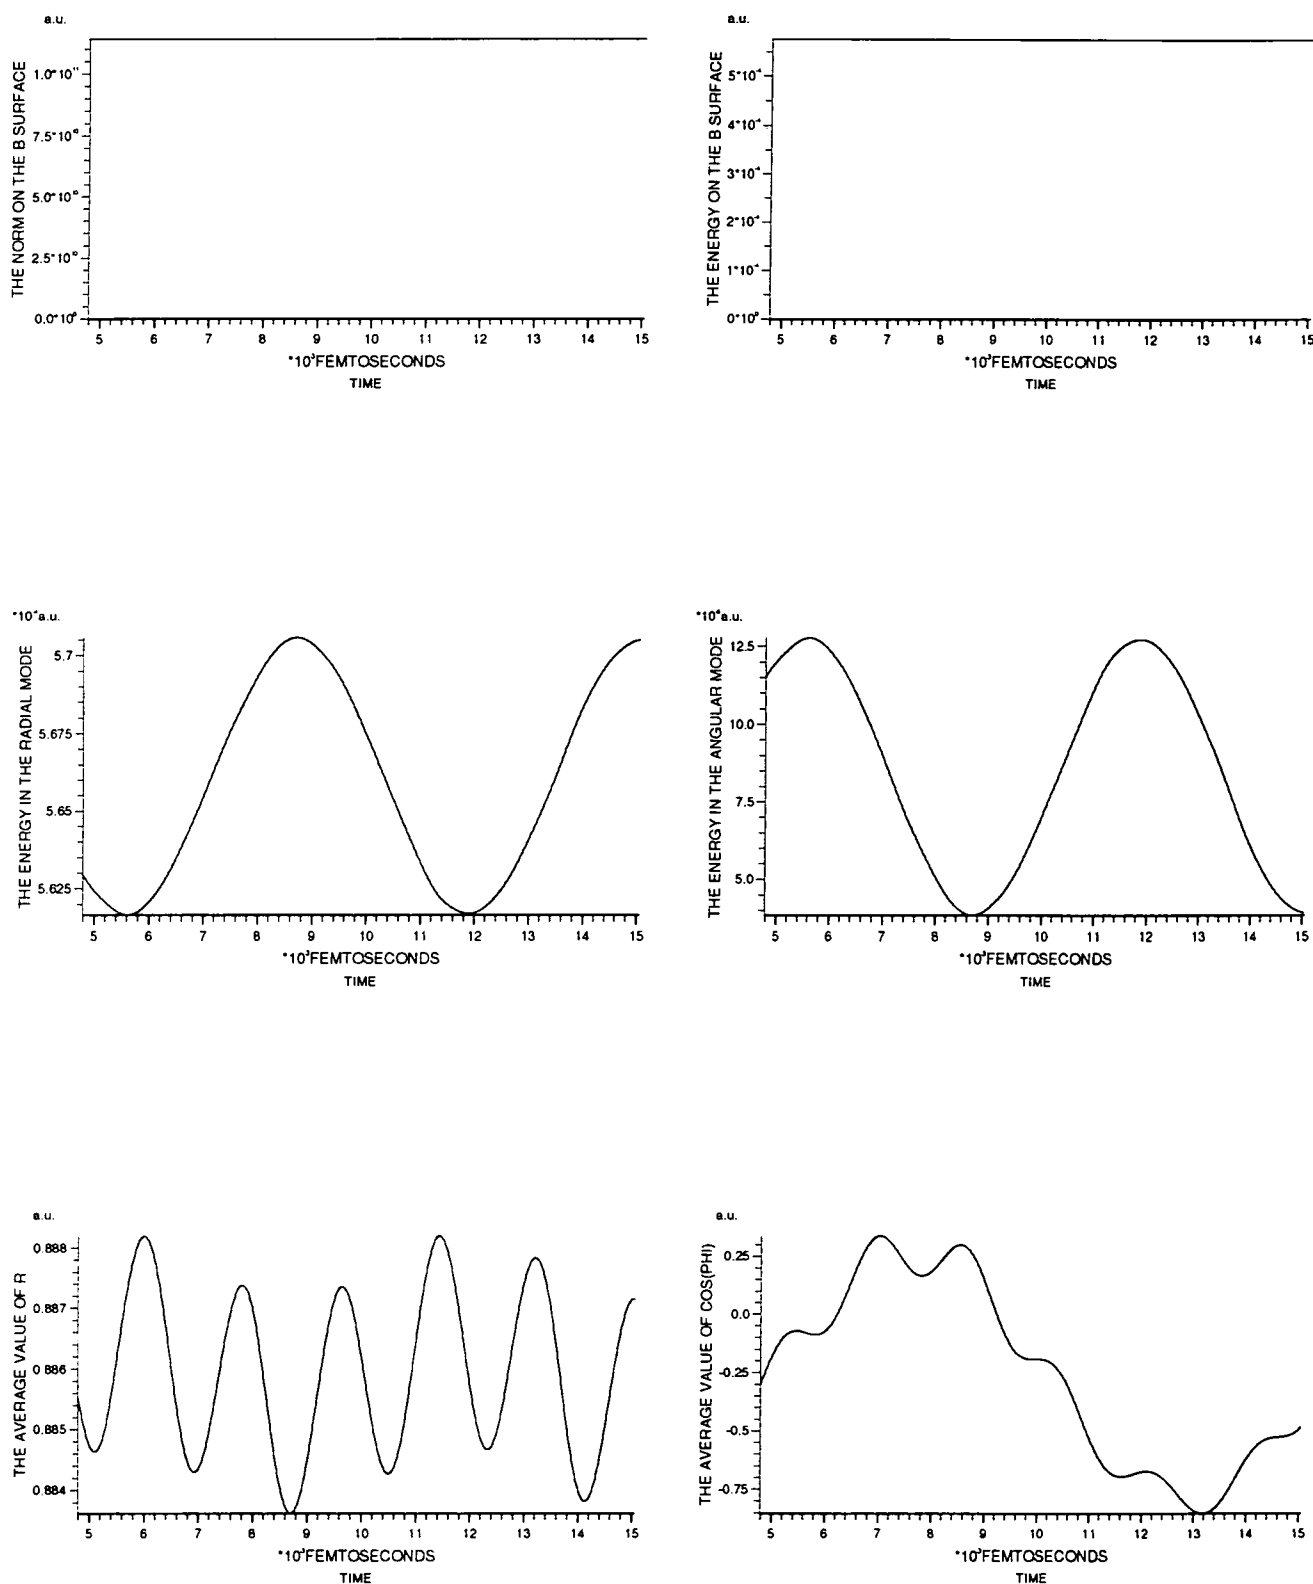 a.u.
THE NORM ON THE B SURFACE
1.0*10⁻¹¹
7.5*10
5.0*10
2.5*10
0.0*10⁰
5 6 7 8 9 10 11 12 13 14 15
*10³FEMTOSECONDS
TIME
a.u.
THE ENERGY ON THE B SURFACE
5*10⁻⁴
4*10⁻⁴
3*10⁻⁴
2*10⁻⁴
1*10⁻⁴
0*10⁰
5 6 7 8 9 10 11 12 13 14 15
*10³FEMTOSECONDS
TIME
*10⁻⁴a.u.
THE ENERGY IN THE RADIAL MODE
5.7
5.675
5.65
5.625
5 6 7 8 9 10 11 12 13 14 15
*10³FEMTOSECONDS
TIME
a.u.
THE ENERGY IN THE ANGULAR MODE
12.5
10.0
7.5
5.0
5 6 7 8 9 10 11 12 13 14 15
*10³FEMTOSECONDS
TIME
a.u.
THE AVERAGE VALUE OF R
0.888
0.887
0.886
0.885
0.884
5 6 7 8 9 10 11 12 13 14 15
*10³FEMTOSECONDS
TIME
a.u.
THE AVERAGE VALUE OF COS(PHI)
0.25
0.0
-0.25
-0.5
-0.75
5 6 7 8 9 10 11 12 13 14 15
*10³FEMTOSECONDS
TIME